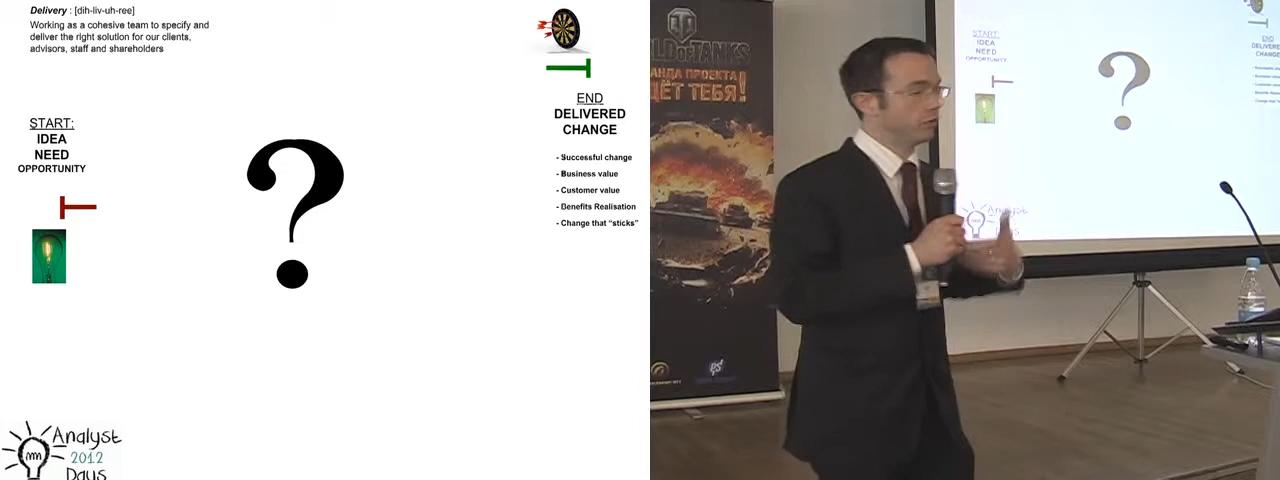 Delivery : [dih-liv-uh-ree]
Working as a cohesive team to specify and
deliver the right solution for our clients,
advisors, staff and shareholders
START:
IDEA
NEED
OPPORTUNITY
END
DELIVERED
CHANGE
- Successful change
- Business value
- Customer value
- Benefits Realisation
- Change that “sticks”
?
Analyst
2012
Days
LD OF TANKS
АНДА ПРОЕКТА
ЁТ ТЕБЯ!
START:
IDEA
NEED
OPPORTUNITY
?
END
DELIVERED
CHANGE
Analyst